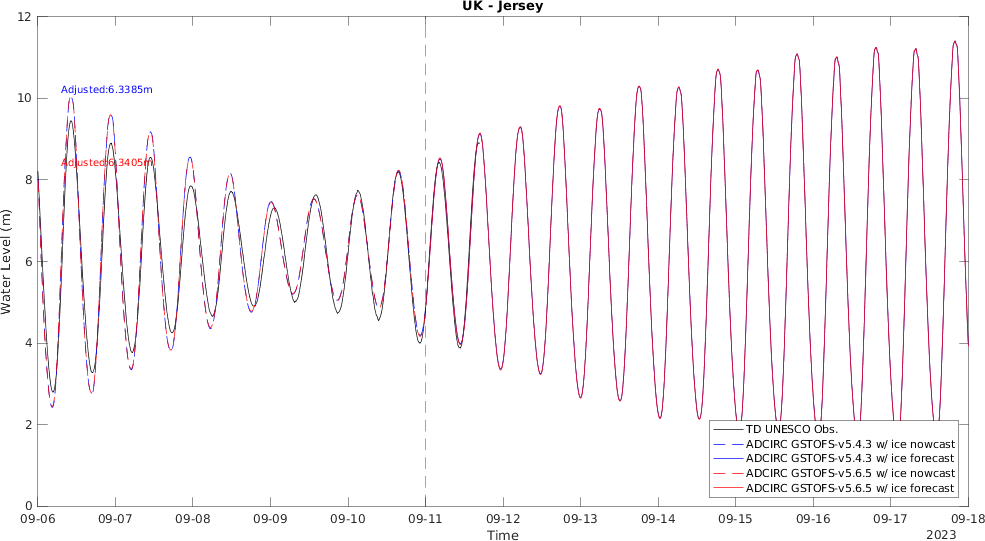 UK - Jersey
12
10
8
6
4
2
0
Water Level (m)
Adjusted:6.3385m
Adjusted:6.3405m
TD UNESCO Obs.
ADCIRC GSTOFS-v5.4.3 w/ ice nowcast
ADCIRC GSTOFS-v5.4.3 w/ ice forecast
ADCIRC GSTOFS-v5.6.5 w/ ice nowcast
ADCIRC GSTOFS-v5.6.5 w/ ice forecast
09-06 09-07 09-08 09-09 09-10 09-11 09-12 09-13 09-14 09-15 09-16 09-17 09-18
Time
2023